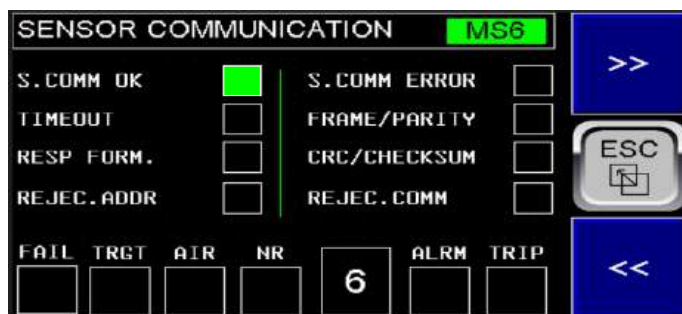 SENSOR COMMUNICATION MS6
>>
S.COMM OK S.COMM ERROR
TIMEOUT FRAME/PARITY
ESC
RESP FORM. CRC/CHECKSUM
REJEC.ADDR REJEC.COMM
FAIL TRGT AIR NR ALRM TRIP
6
<<